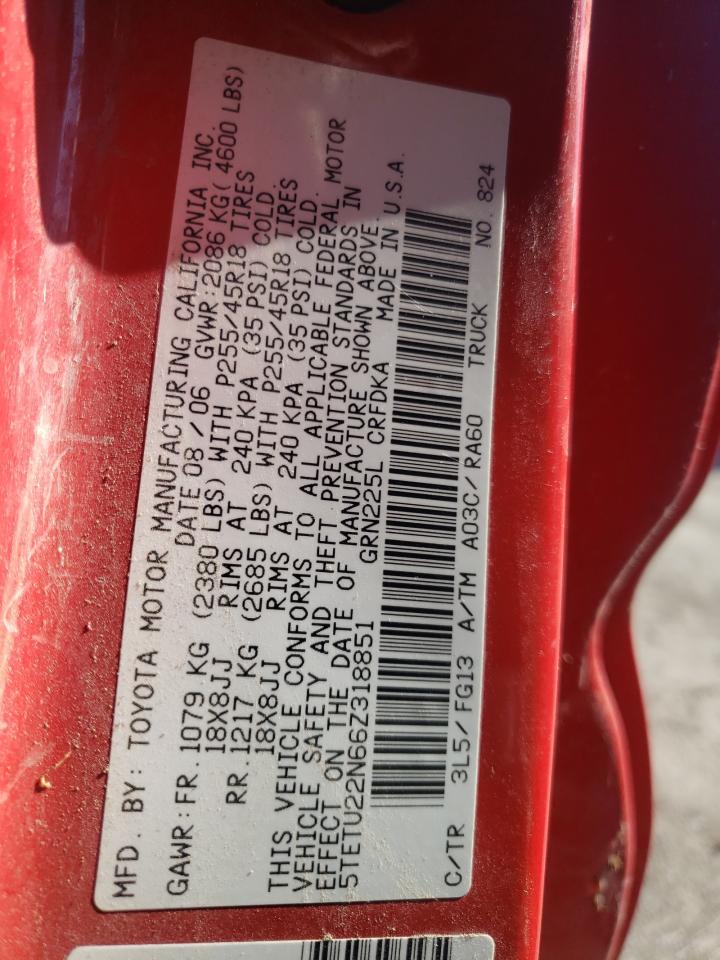 MFD. BY: TOYOTA MOTOR MANUFACTURING CALIFORNIA INC.
DATE 08 / 06 GVWR:2086 KG( 4600 LBS)
GAWR:FR. 1079 KG (2380 LBS) WITH P255/45R18 TIRES
18X8JJ RIMS AT 240 KPA (35 PSI) COLD.
RR. 1217 KG (2685 LBS) WITH P255/45R18 TIRES
18X8JJ RIMS AT 240 KPA (35 PSI) COLD.
THIS VEHICLE CONFORMS TO ALL APPLICABLE FEDERAL MOTOR
VEHICLE SAFETY AND THEFT PREVENTION STANDARDS IN
EFFECT ON THE DATE OF MANUFACTURE SHOWN ABOVE.
5TETU22N66Z318851 GRN225L CRFDKA MADE IN U.S.A.
C/TR 3L5/ FG13 A/TM A03C/ RA60 TRUCK NO. 824